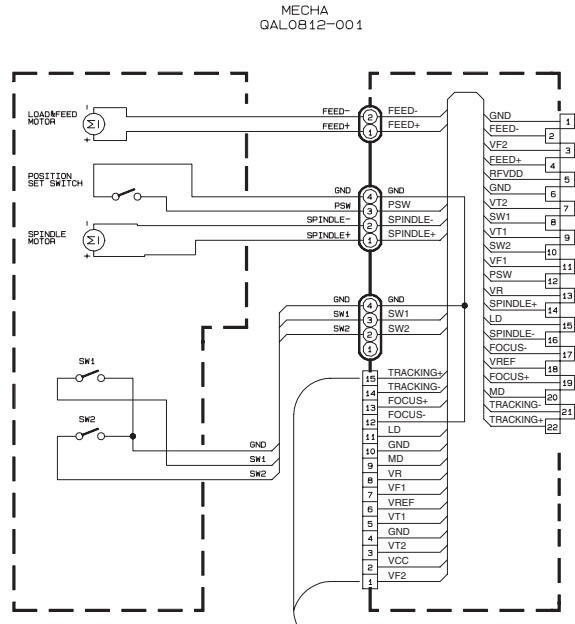 MECHA
QAL0812-001
LOAD&FEED
MOTOR
-
+
M
FEED-
FEED+
2
1
FEED-
FEED+
POSITION
SET SWITCH
SPINDLE
MOTOR
-
+
M
GND
PSW
SPINDLE-
SPINDLE+
4
3
2
1
GND
PSW
SPINDLE-
SPINDLE+
GND
SW1
SW2
4
3
2
1
GND
SW1
SW2
SW1
SW2
GND
SW1
SW2
15 TRACKING+
14 TRACKING-
13 FOCUS+
12 FOCUS-
11 LD
10 GND
9 MD
8 VR
7 VF1
6 VREF
5 VT1
4 GND
3 VT2
2 VCC
1 VF2
GND 1
FEED- 2
VF2 3
FEED+ 4
RFVDD 5
GND 6
VT2 7
SW1 8
VT1 9
SW2 10
VF1 11
PSW 12
VR 13
SPINDLE+ 14
LD 15
SPINDLE- 16
FOCUS- 17
VREF 18
FOCUS+ 19
MD 20
TRACKING- 21
TRACKING+ 22